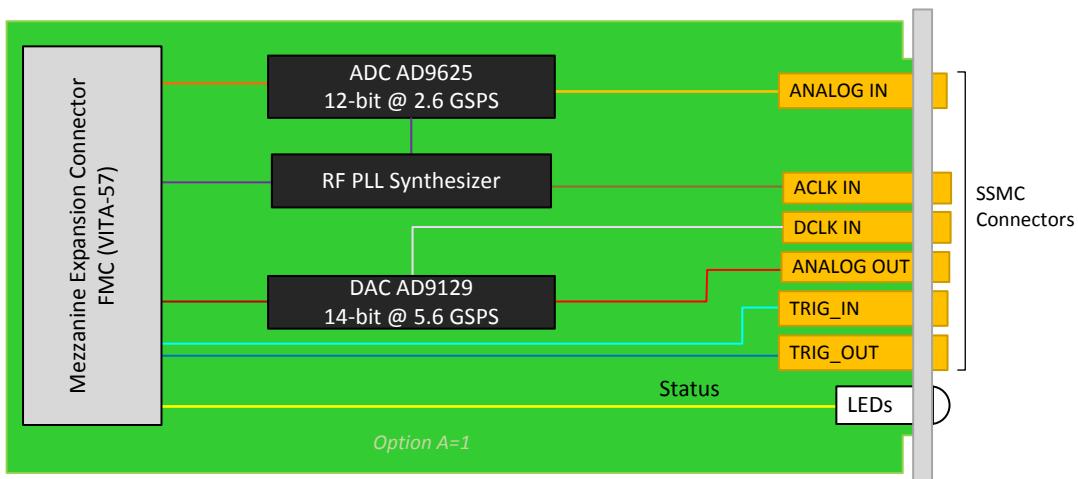 Mezzanine Expansion Connector
FMC (VITA-57)
ADC AD9625
12-bit @ 2.6 GSPS
ANALOG IN
RF PLL Synthesizer
ACLK IN
DCLK IN
SSMC
Connectors
ANALOG OUT
DAC AD9129
14-bit @ 5.6 GSPS
TRIG_IN
TRIG_OUT
Status
LEDs
Option A=1